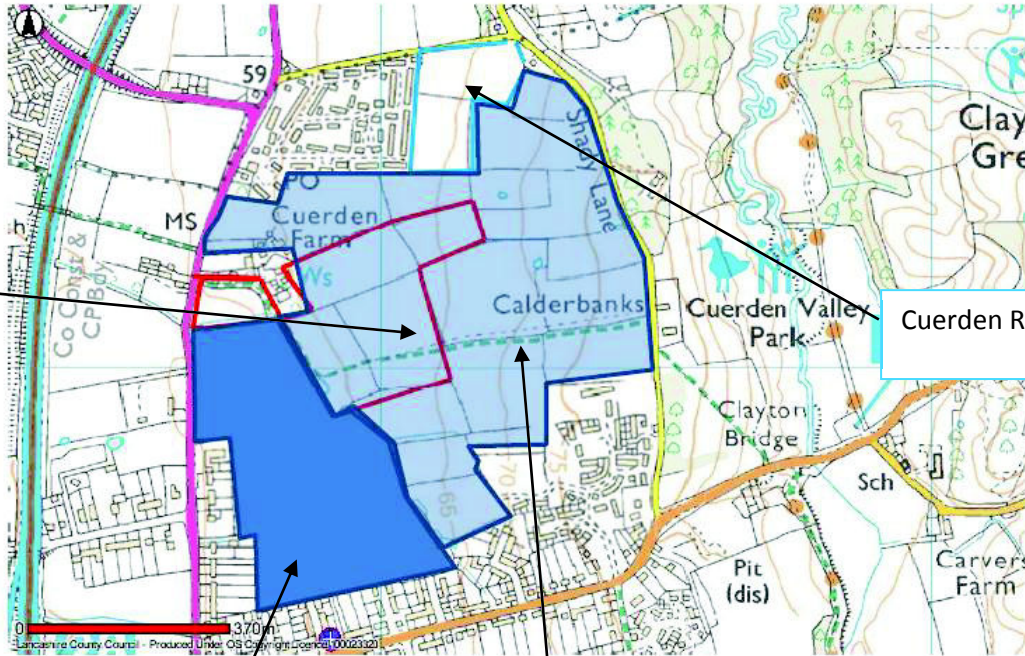 59
Clay
Gre
Shady Lane
MS
Cuerden
Farm
Ws
Co Const &
CP Bdy
Calderbanks
Cuerden Valley
Park
Cuerden R
Clayton
Bridge
70
75
65
Sch
Pit
(dis)
Carvers
Farm
0
370m
Lancashire County Council - Produced Under OS Copyright Licence